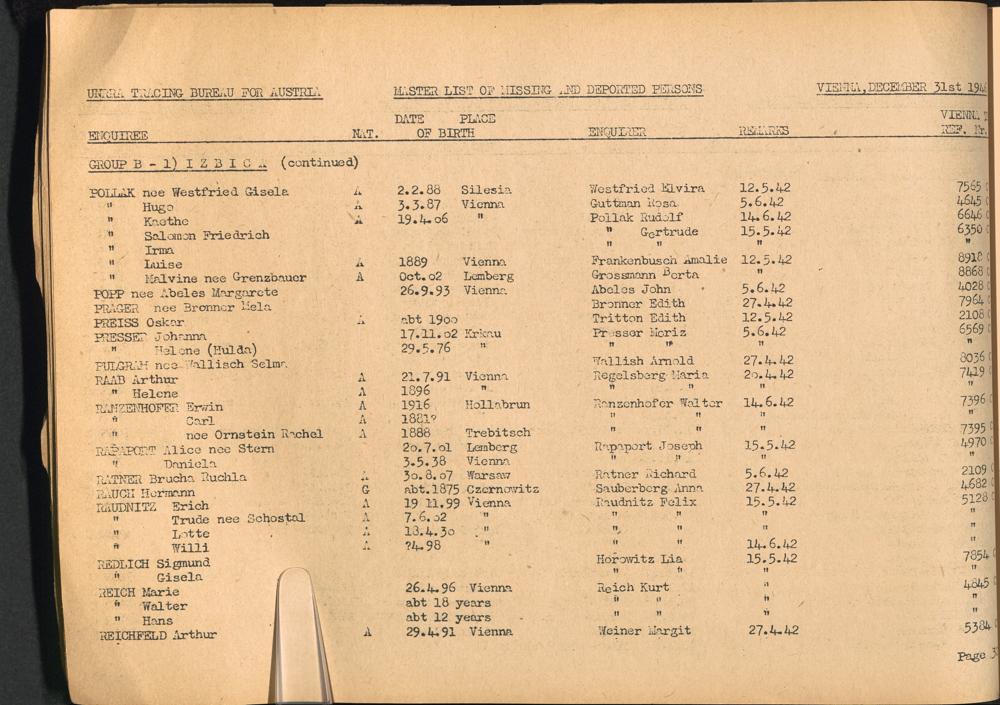 UNRRA TRACING BUREAU FOR AUSTRIA MASTER LIST OF MISSING AND DEPORTED PERSONS VIENNA, DECEMBER 31st 194
DATE PLACE VIENNA
ENQUIREE NAT. OF BIRTH ENQUIRER REMARKS REF. Nr.
GROUP B - 1) I Z B I C A (continued)
POLLAK nee Westfried Gisela A 2.2.88 Silesia Westfried Elvira 12.5.42 7565
" Hugo A 3.3.87 Vienna Guttman Rosa 5.6.42 4645
" Kaethe A 19.4.06 " Pollak Rudolf 14.6.42 6646
" Salomon Friedrich " Gertrude 15.5.42 6350
" Irma " " " "
" Luise A 1889 Vienna Frankenbusch Amalie 12.5.42 8918
" Malvine nee Grenzbauer A Oct.02 Lemberg Grossmann Berta " 8868
POPP nee Abeles Margarete 26.9.93 Vienna Abeles John 5.6.42 4028
PRAGER nee Bronner Mela Bronner Edith 27.4.42 7964
PREISS Oskar A abt 1900 Tritton Edith 12.5.42 2108
PRESSER Johanna 17.11.02 Krkau Presser Moriz 5.6.42 6569
" Helene (Hulda) 29.5.76 " " " " "
PULGRAM nee Wallisch Selma Wallish Arnold 27.4.42 8036
RAAB Arthur A 21.7.91 Vienna Regelsberg Maria 20.4.42 7419
" Helene A 1896 " " " " "
RANZENHOFER Erwin A 1916 Hollabrun Ranzenhofer Walter 14.6.42 7396
" Carl A 1881? " " " "
" nee Ornstein Rachel A 1888 Trebitsch " " " 7395
RAPAPORT Alice nee Stern 20.7.01 Lemberg Rapaport Joseph 15.5.42 4970
" Daniela 3.5.38 Vienna " " " "
RATNER Brucha Ruchla A 30.8.07 Warsaw Ratner Richard 5.6.42 2109
RAUCH Hermann G abt.1875 Czernowitz Sauberberg Anna 27.4.42 4682
RAUDNITZ Erich A 19 11.99 Vienna Raudnitz Felix 15.5.42 5128
" Trude nee Schostal A 7.6.02 " " " " "
" Lotte A 18.4.30 " " " " "
" Willi A ?4.98 " " " 14.6.42 "
REDLICH Sigmund Horowitz Lia 15.5.42 7854
" Gisela " " " "
REICH Marie 26.4.96 Vienna Reich Kurt " 4845
" Walter abt 18 years " " " "
" Hans abt 12 years " " " "
REICHFELD Arthur A 29.4.91 Vienna Weiner Margit 27.4.42 5384
Page